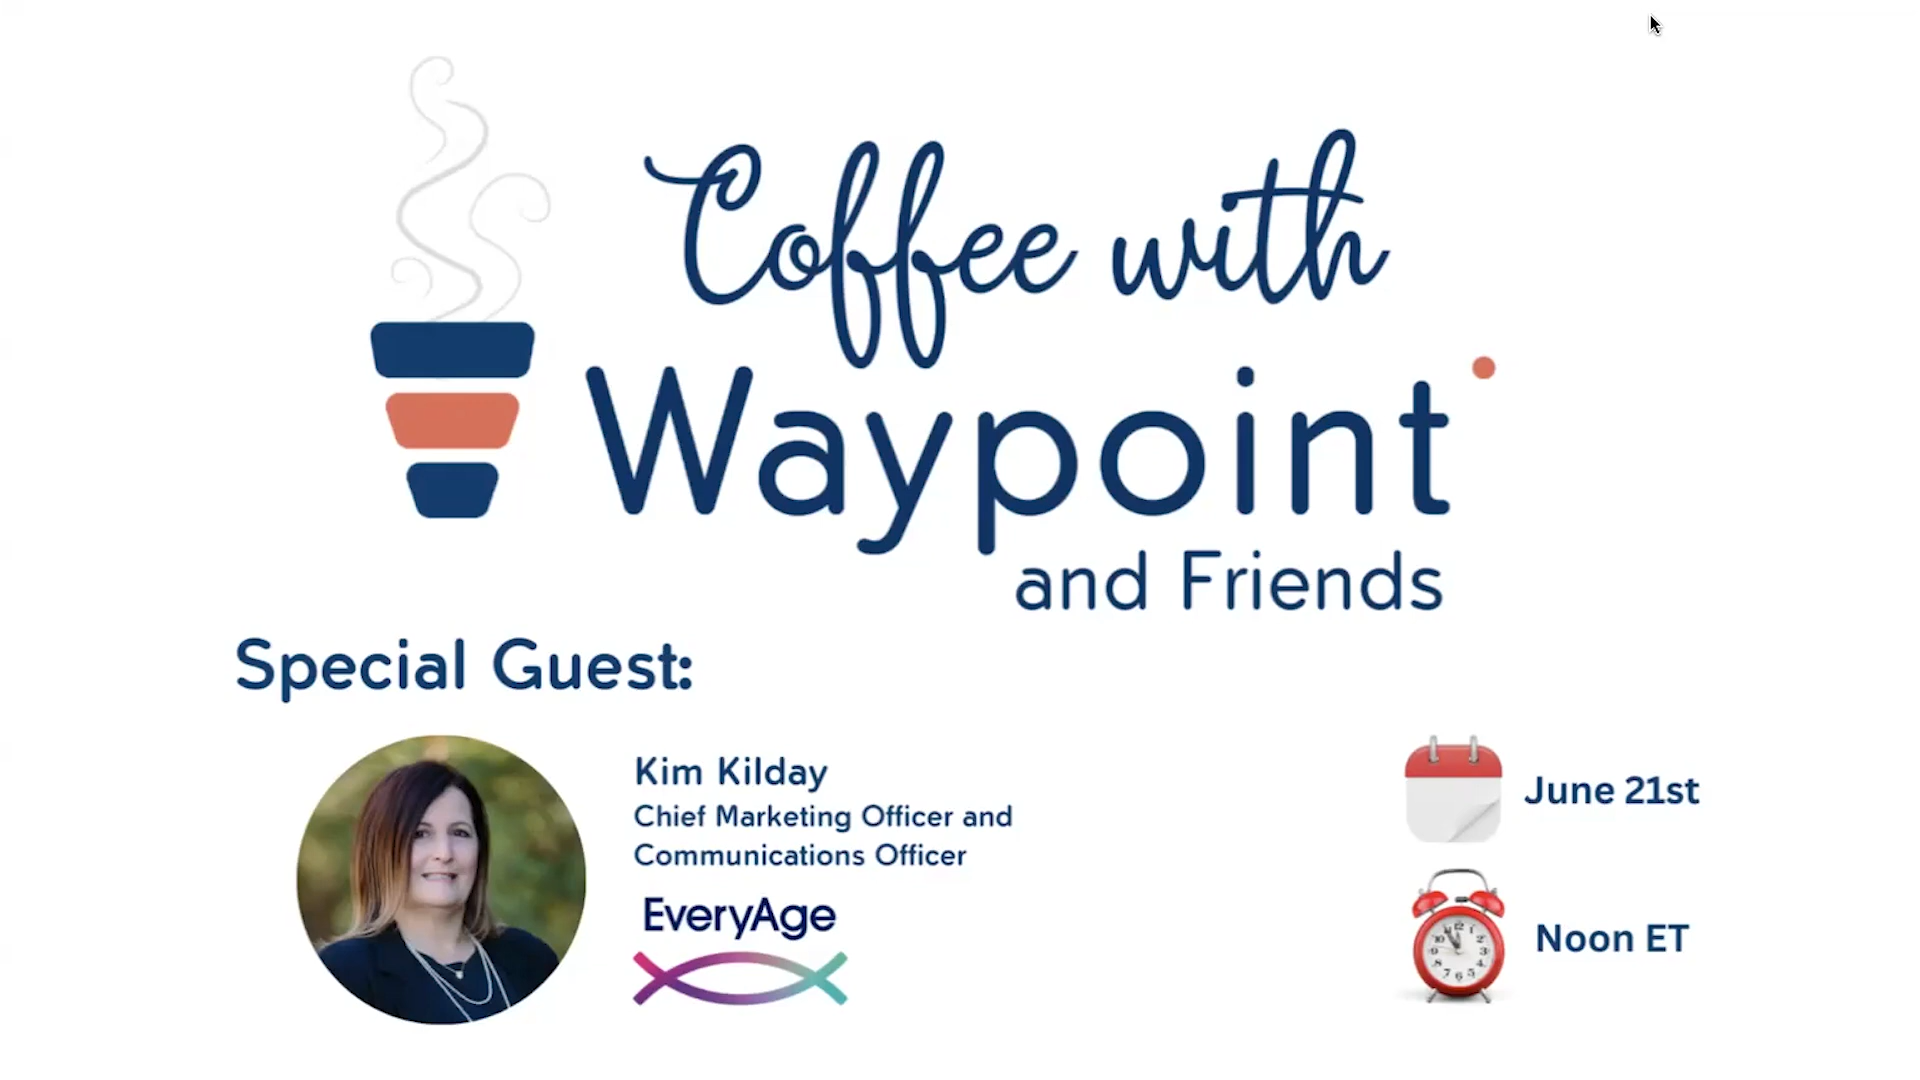 Coffee with
Waypoint
and Friends
Special Guest:
Kim Kilday
Chief Marketing Officer and
Communications Officer
EveryAge
June 21st
Noon ET